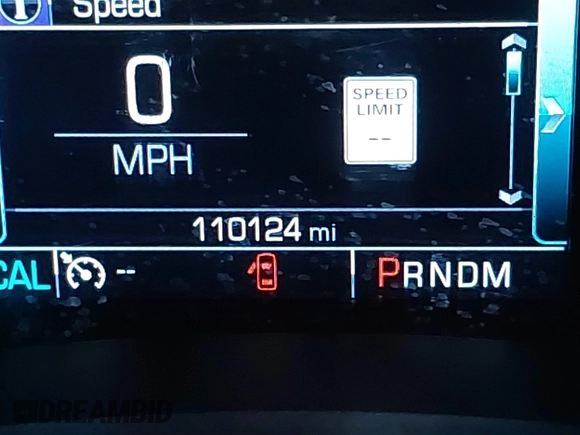 Speed
0
MPH
SPEED
LIMIT
--
110124 mi
CAL
--
PRNDM
DREAMBID